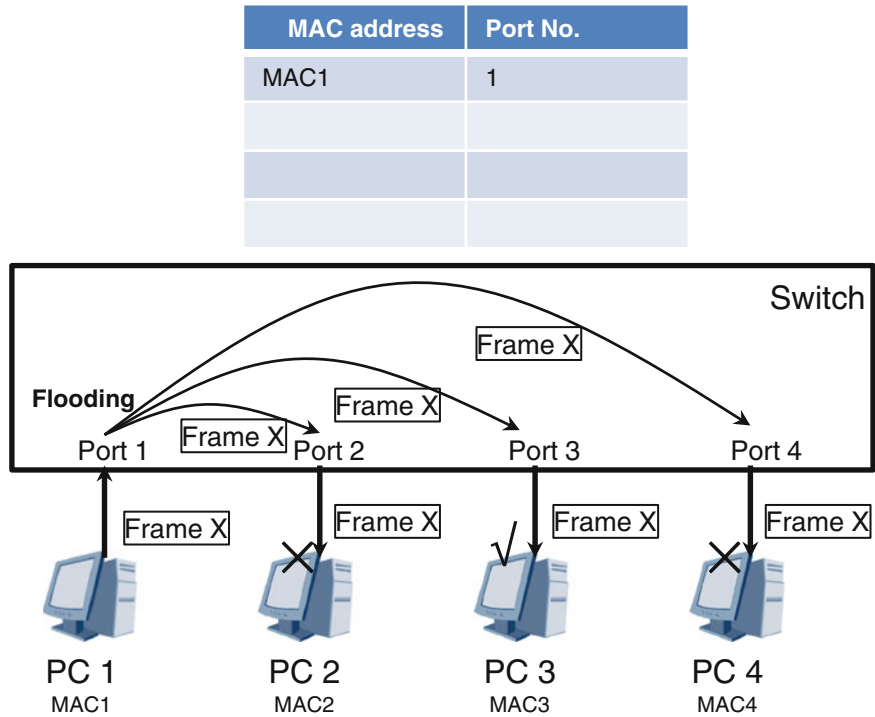 MAC address Port No.
MAC1 1
Switch
Frame X
Flooding
Frame X
Frame X
Port 1 Port 2 Port 3 Port 4
Frame X Frame X Frame X Frame X
PC 1 PC 2 PC 3 PC 4
MAC1 MAC2 MAC3 MAC4